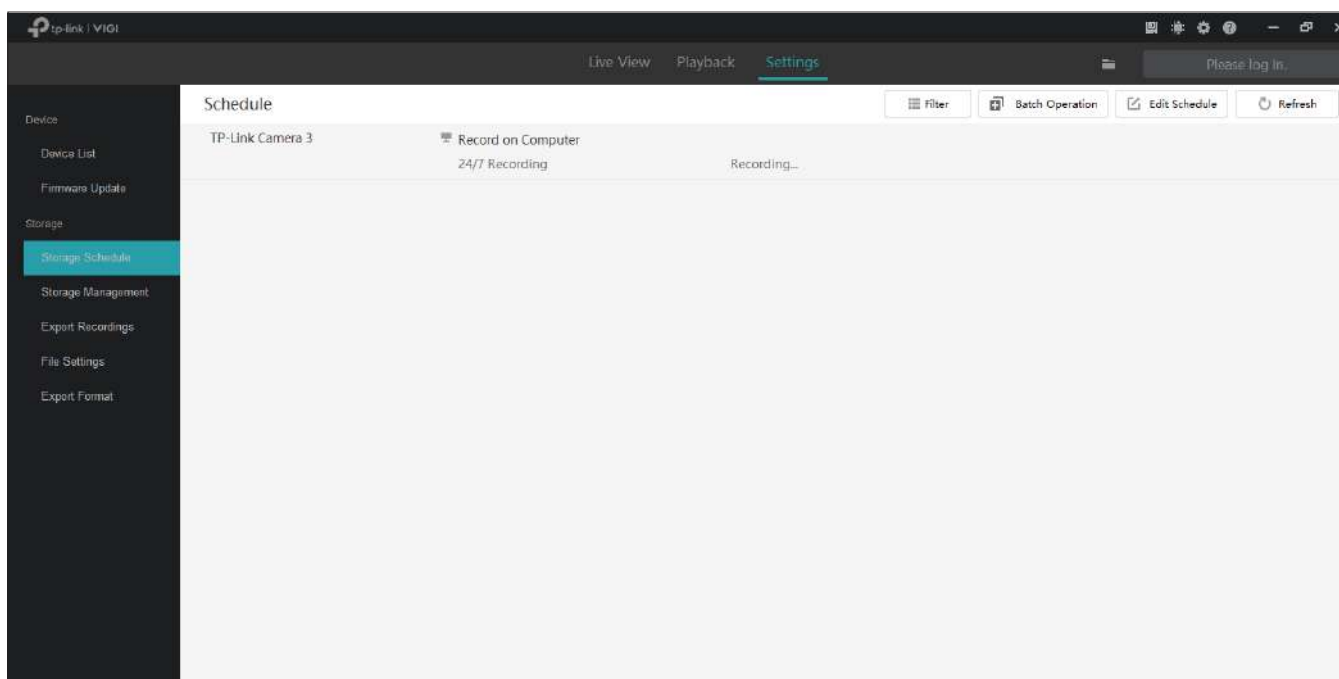 tp-link | VIGI
Live View Playback Settings
Please log in.
Device
Device List
Firmware Update
Storage
Storage Schedule
Storage Management
Export Recordings
File Settings
Export Format
Schedule
Filter
Batch Operation
Edit Schedule
Refresh
TP-Link Camera 3
Record on Computer
24/7 Recording
Recording...